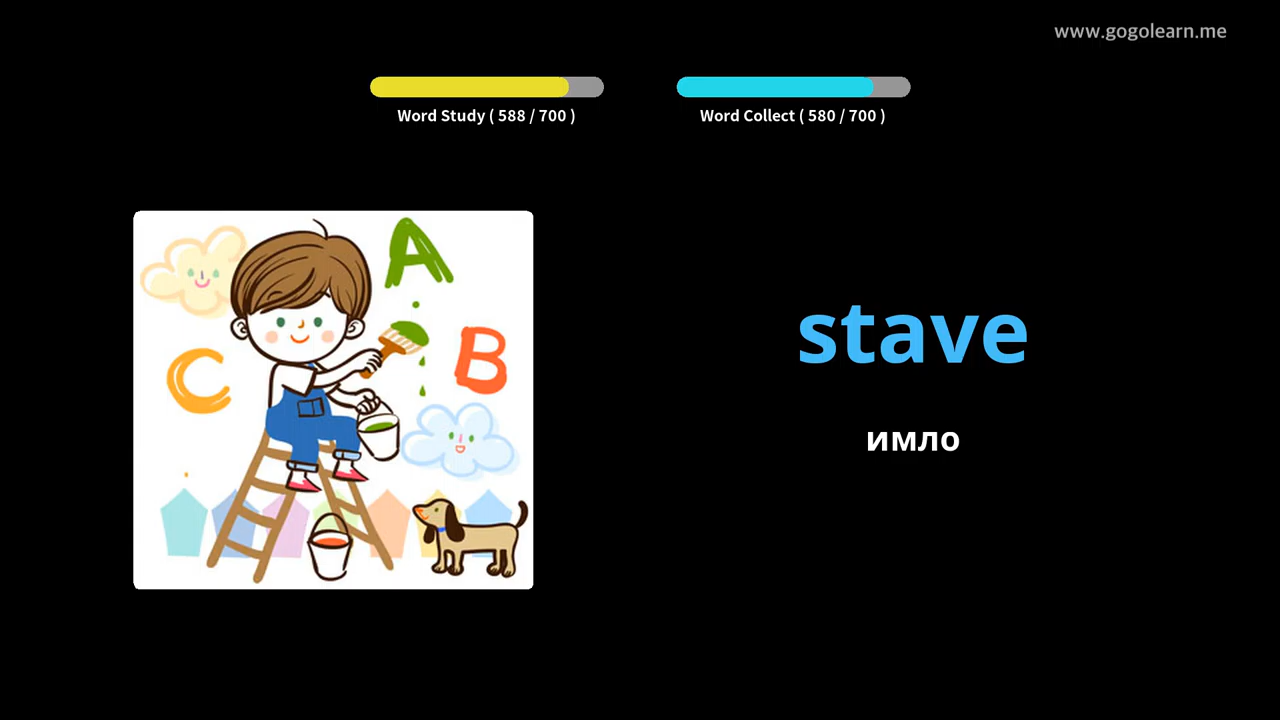 www.gogolearn.me
Word Study ( 588 / 700 )
Word Collect ( 580 / 700 )
A
B
C
stave
имло